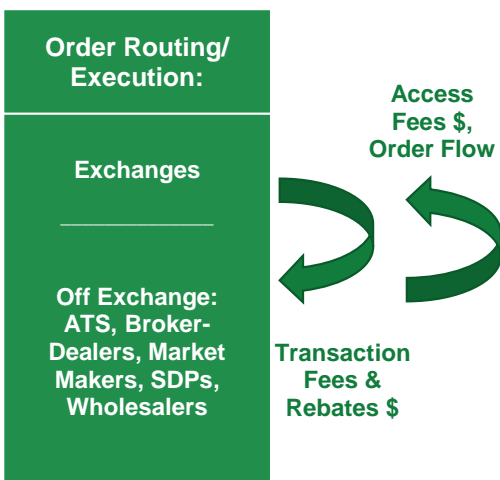 Order Routing/
Execution:
Exchanges
_____________
Off Exchange:
ATS, Broker-
Dealers, Market
Makers, SDPs,
Wholesalers
Access
Fees $,
Order Flow
Transaction
Fees &
Rebates $